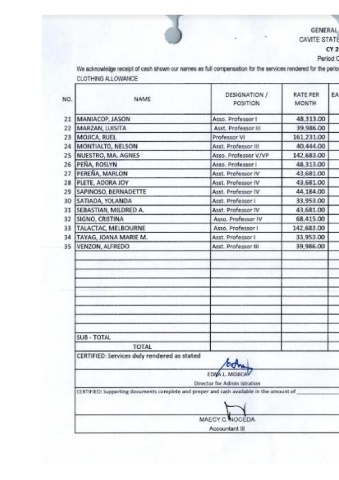 GENERAL
CAVITE STATE
CY 2
Period C
We acknowledge receipt of cash shown our names as full compensation for the services rendered for the perio
CLOTHING ALLOWANCE
NO. NAME DESIGNATION / POSITION RATE PER MONTH EA
21 MANIACOP, JASON Asso. Professor I 48,313.00
22 MARZAN, LUISITA Asst. Professor III 39,986.00
23 MOJICA, RUEL Professor VI 161,231.00
24 MONTIALTO, NELSON Asst. Professor III 40,444.00
25 NUESTRO, MA. AGNES Asso. Professor V/VP 142,683.00
26 PEÑA, ROSLYN Asso. Professor I 48,313.00
27 PEREÑA, MARLON Asst. Professor IV 43,681.00
28 PLETE, ADORA JOY Asst. Professor IV 43,681.00
29 SAPINOSO, BERNADETTE Asst. Professor IV 44,184.00
30 SATIADA, YOLANDA Asst. Professor I 33,953.00
31 SEBASTIAN, MILDRED A. Asst. Professor IV 43,681.00
32 SIGNO, CRISTINA Asso. Professor IV 68,415.00
33 TALACTAC, MELBOURNE Asso. Professor I 142,683.00
34 TAYAG, JOANA MARIE M. Asst. Professor I 33,953.00
35 VENZON, ALFREDO Asst. Professor III 39,986.00
SUB - TOTAL
TOTAL
CERTIFIED: Services duly rendered as stated
EDNA L. MOJICA
Director for Admin istration
CERTIFIED: Supporting documents complete and proper and cash available in the amount of
MAECY G. NOCEDA
Accountant III